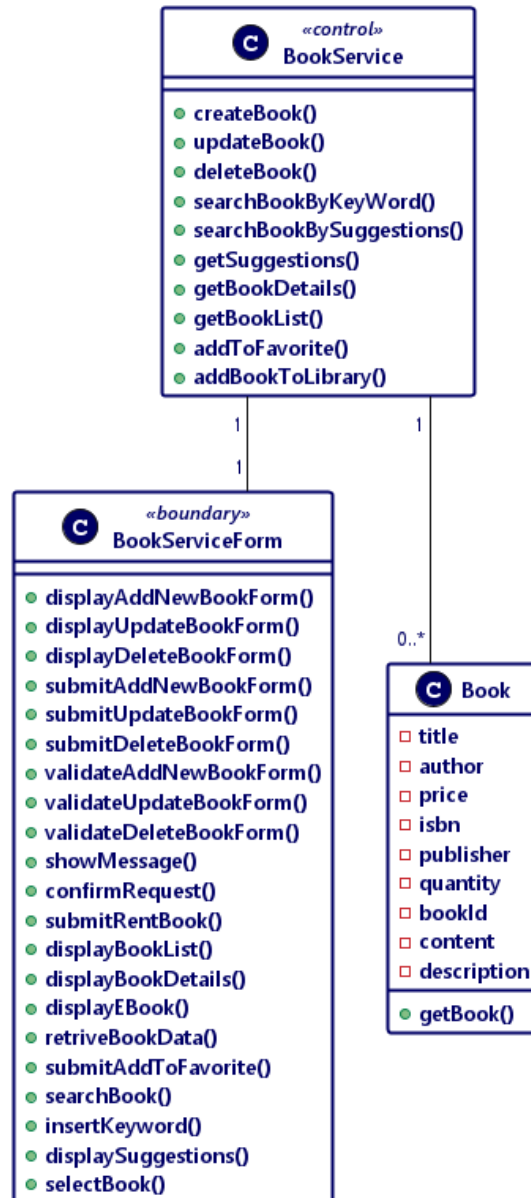 «control»
C BookService
createBook()
updateBook()
deleteBook()
searchBookByKeyWord()
searchBookBySuggestions()
getSuggestions()
getBookDetails()
getBookList()
addToFavorite()
addBookToLibrary()
1
1
1
0..*
«boundary»
C BookServiceForm
displayAddNewBookForm()
displayUpdateBookForm()
displayDeleteBookForm()
submitAddNewBookForm()
submitUpdateBookForm()
submitDeleteBookForm()
validateAddNewBookForm()
validateUpdateBookForm()
validateDeleteBookForm()
showMessage()
confirmRequest()
submitRentBook()
displayBookList()
displayBookDetails()
displayEBook()
retriveBookData()
submitAddToFavorite()
searchBook()
insertKeyword()
displaySuggestions()
selectBook()
C Book
title
author
price
isbn
publisher
quantity
bookId
content
description
getBook()